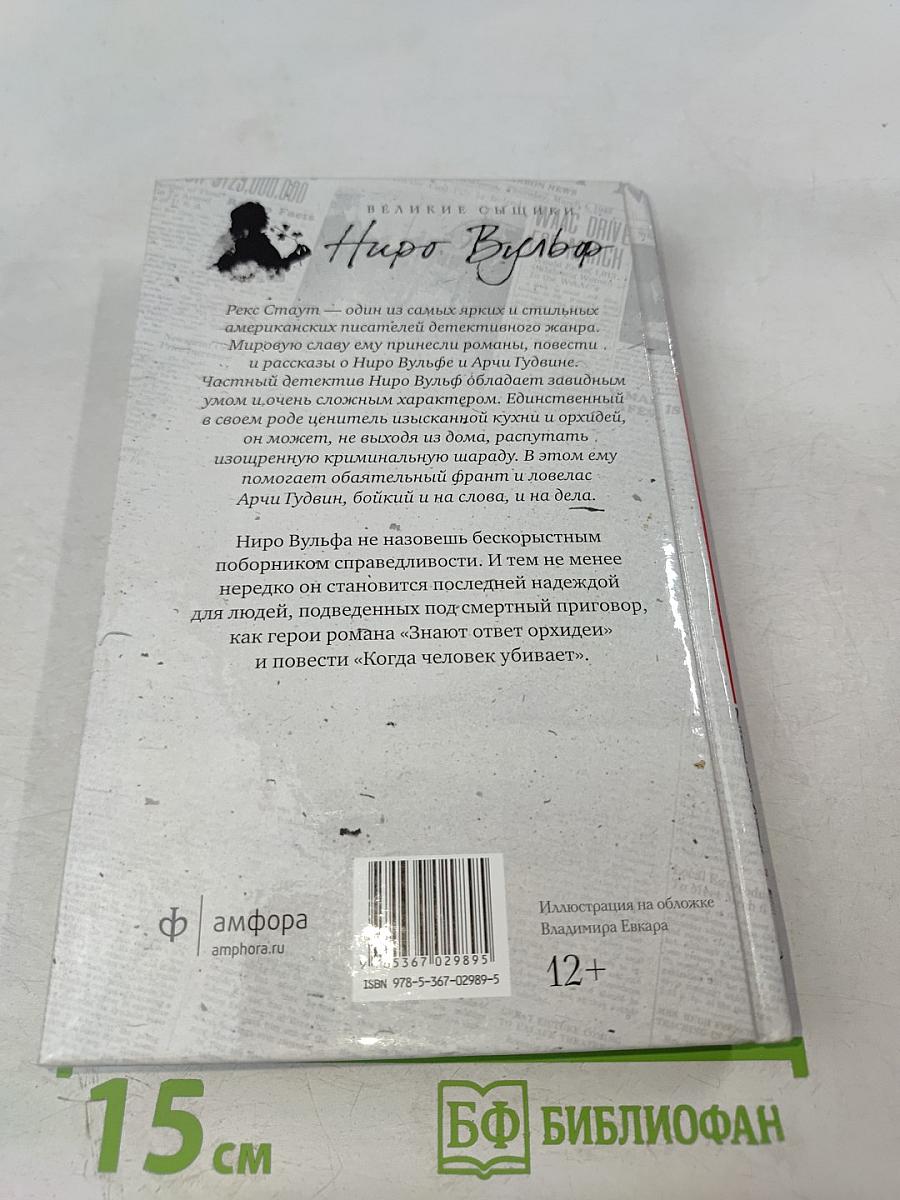 $125,000,000
ВЕЛИКИЕ СЫЩИКИ
Ниро Вульф
Рекс Стаут — один из самых ярких и стильных
американских писателей детективного жанра.
Мировую славу ему принесли романы, повести
и рассказы о Ниро Вульфе и Арчи Гудвине.
Частный детектив Ниро Вульф обладает завидным
умом и очень сложным характером. Единственный
в своем роде ценитель изысканной кухни и орхидей,
он может, не выходя из дома, распутать
изощренную криминальную шараду. В этом ему
помогает обаятельный франт и ловелас
Арчи Гудвин, бойкий и на слова, и на дела.
Ниро Вульфа не назовешь бескорыстным
поборником справедливости. И тем не менее
нередко он становится последней надеждой
для людей, подведенных под смертный приговор,
как герои романа «Знают ответ орхидеи»
и повести «Когда человек убивает».
ф амфора
amphora.ru
9 785367 029895
ISBN 978-5-367-02989-5
Иллюстрация на обложке
Владимира Евкара
12+
15 см
БФ БИБЛИОФАН